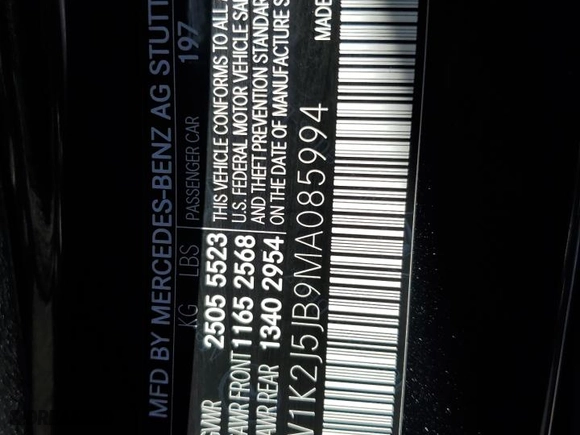 MFD BY MERCEDES-BENZ AG STUTT
197
KG LBS PASSENGER CAR
GVWR 2505 5523 THIS VEHICLE CONFORMS TO ALL
GAWR FRONT 1165 2568 U.S. FEDERAL MOTOR VEHICLE SA
GAWR REAR 1340 2954 AND THEFT PREVENTION STANDAR
ON THE DATE OF MANUFACTURE S
W1K2J5JB9MA085994 MADE